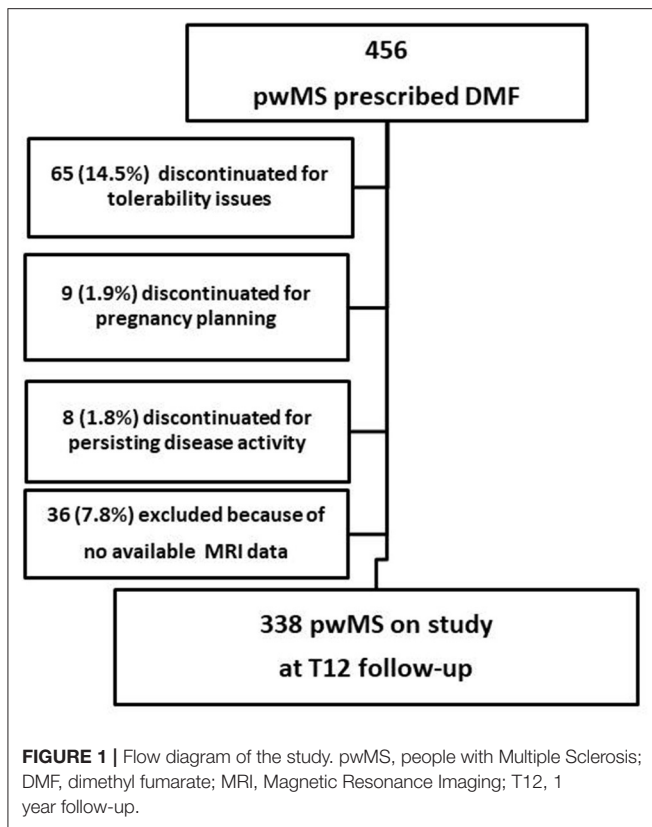 456
pwMS prescribed DMF
65 (14.5%) discontinuated for
tolerability issues
9 (1.9%) discontinuated for
pregnancy planning
8 (1.8%) discontinuated for
persisting disease activity
36 (7.8%) excluded because of
no available MRI data
338 pwMS on study
at T12 follow-up
FIGURE 1 | Flow diagram of the study. pwMS, people with Multiple Sclerosis;
DMF, dimethyl fumarate; MRI, Magnetic Resonance Imaging; T12, 1
year follow-up.